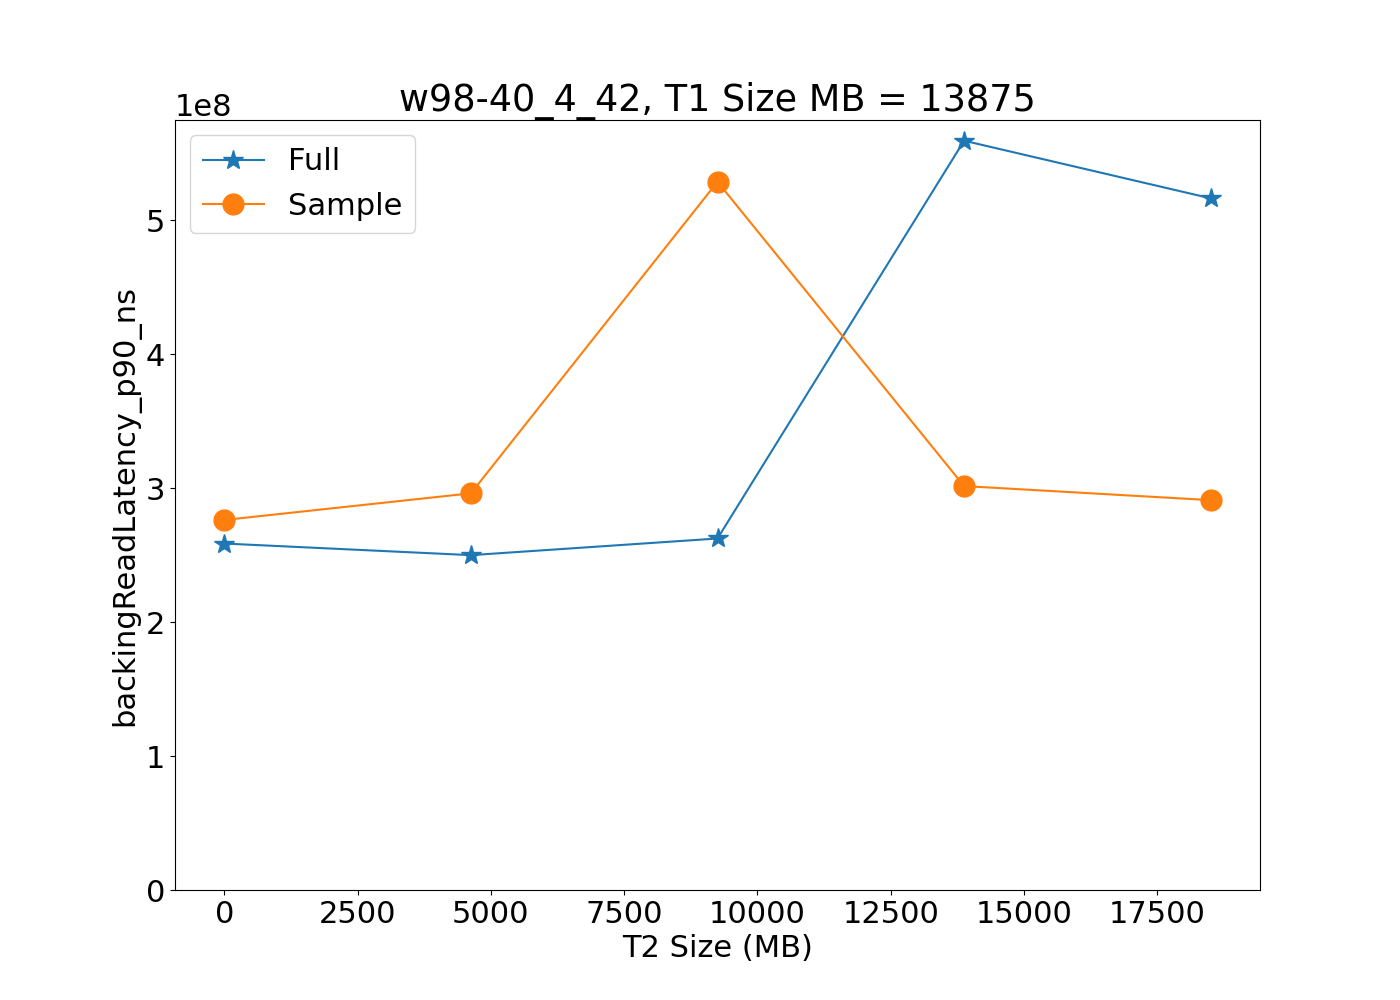 w98-40_4_42, T1 Size MB = 13875
1e8
Full
Sample
backingReadLatency_p90_ns
5
4
3
2
1
0
0 2500 5000 7500 10000 12500 15000 17500
T2 Size (MB)